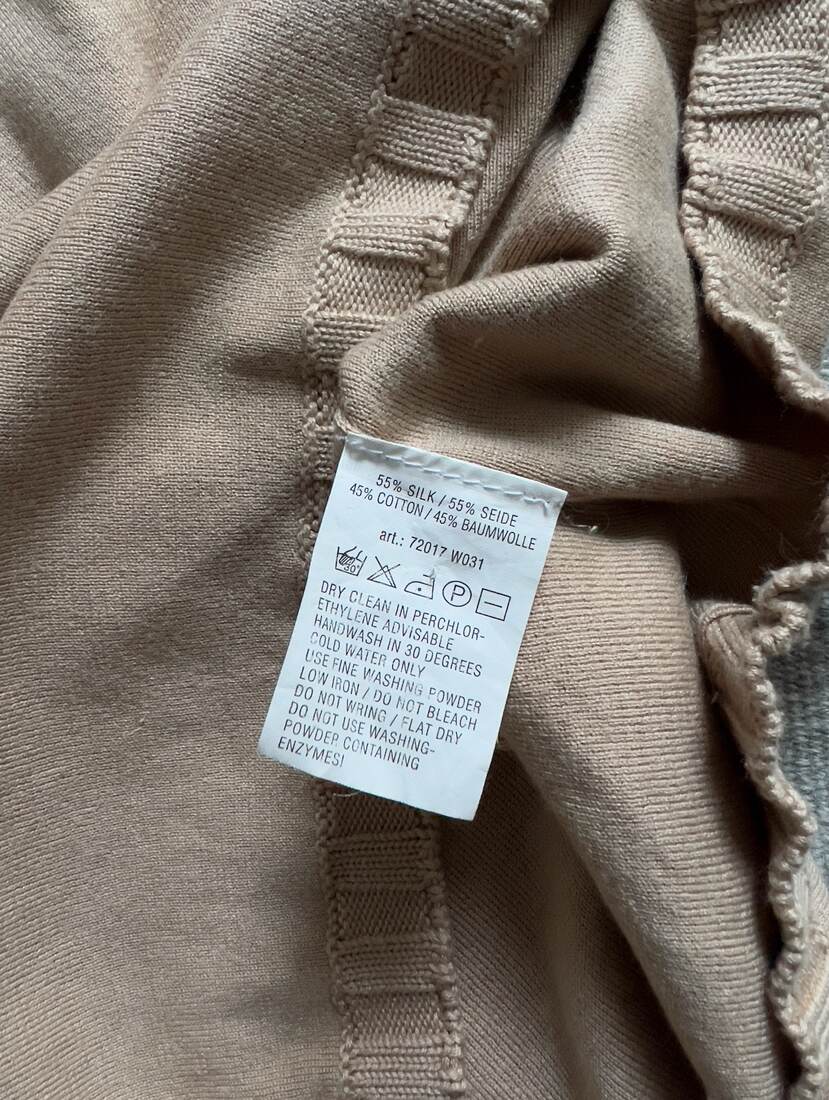 55% SILK / 55% SEIDE
45% COTTON / 45% BAUMWOLLE
art.: 72017 W031
30° P
DRY CLEAN IN PERCHLOR-
ETHYLENE ADVISABLE
HANDWASH IN 30 DEGREES
COLD WATER ONLY
USE FINE WASHING POWDER
LOW IRON / DO NOT BLEACH
DO NOT WRING / FLAT DRY
DO NOT USE WASHING-
POWDER CONTAINING
ENZYMES!